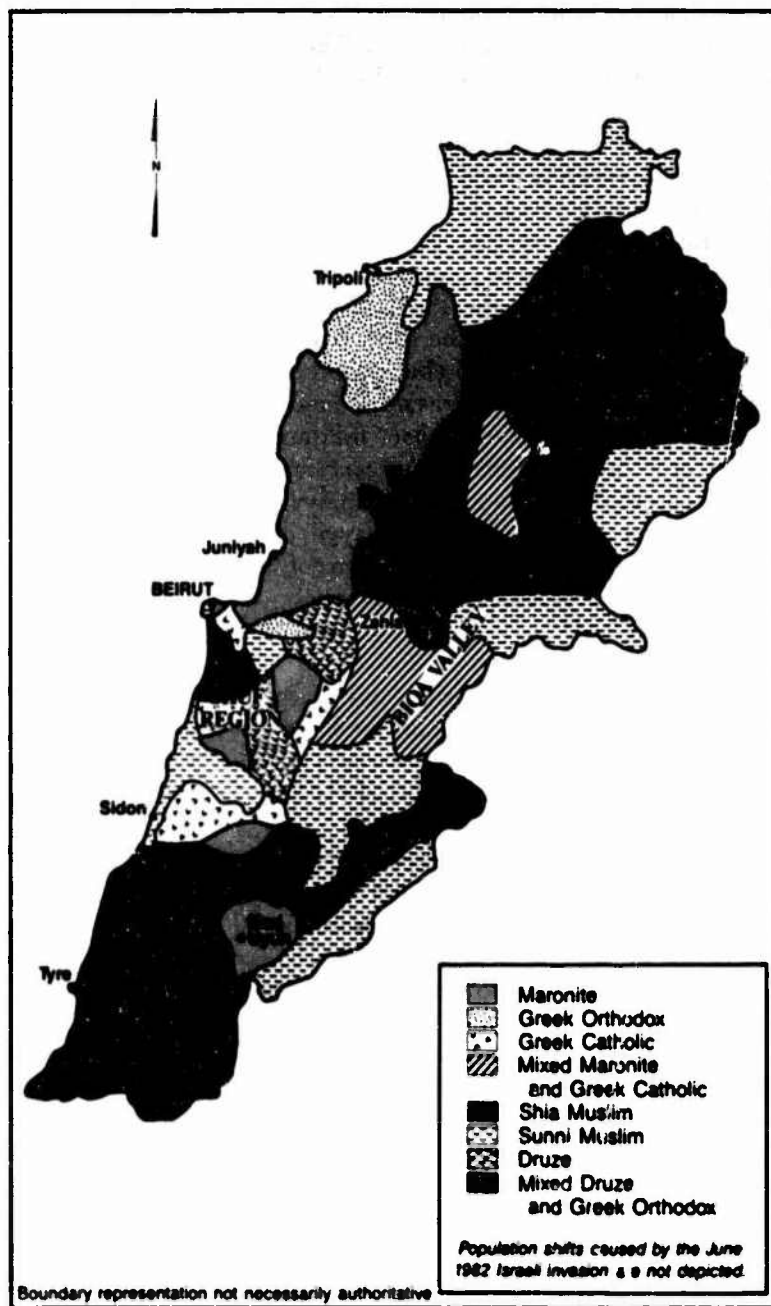 N
Tripoli
Juniyah
BEIRUT
Zahle
BIQA VALLEY
REGION
Sidon
Tyre
Maronite
Greek Orthodox
Greek Catholic
Mixed Maronite
and Greek Catholic
Shia Muslim
Sunni Muslim
Druze
Mixed Druze
and Greek Orthodox
Population shifts caused by the June
1982 Israeli invasion a e not depicted.
Boundary representation not necessarily authoritative